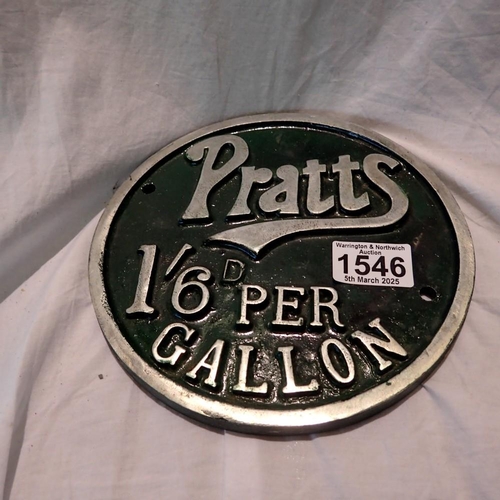 Pratts
1/6D PER
GALLON
Warrington & Northwich
Auction
1546
5th March 2025